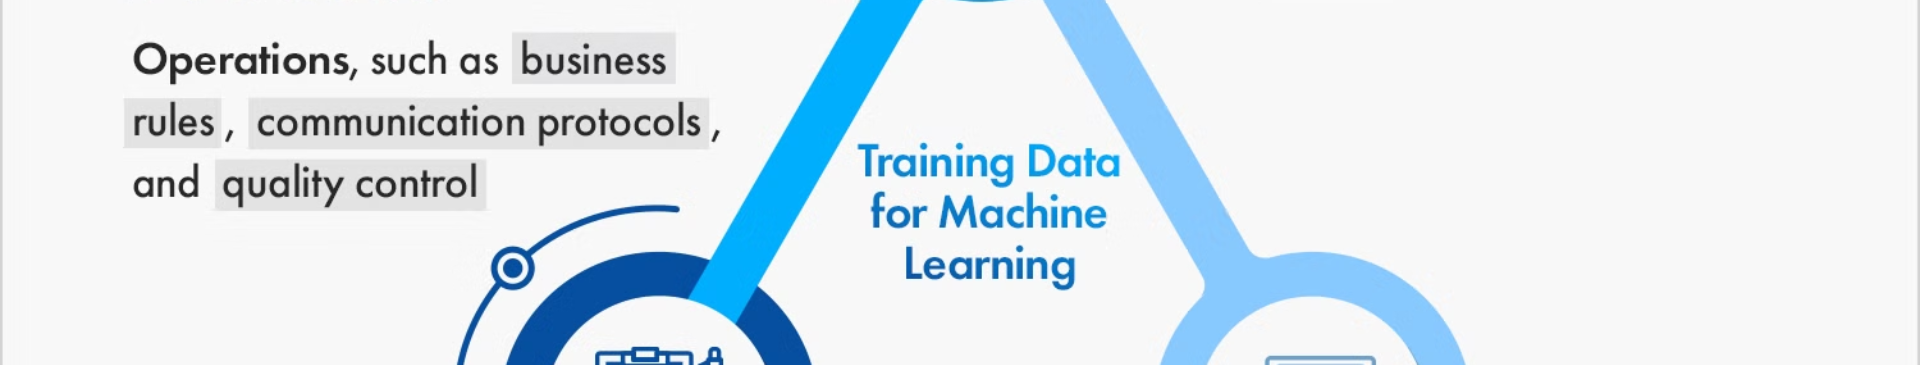 Operations, such as business
rules, communication protocols,
and quality control
Training Data
for Machine
Learning